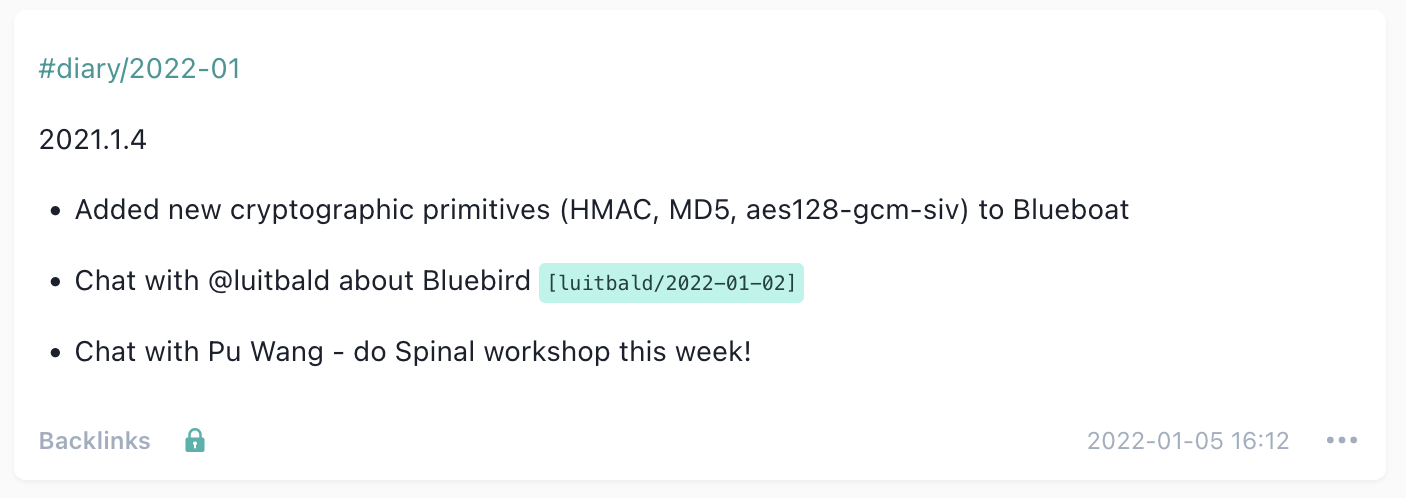 #diary/2022-01
2021.1.4
• Added new cryptographic primitives (HMAC, MD5, aes128-gcm-siv) to Blueboat
• Chat with @luitbald about Bluebird [luitbald/2022-01-02]
• Chat with Pu Wang - do Spinal workshop this week!
Backlinks 2022-01-05 16:12 •••